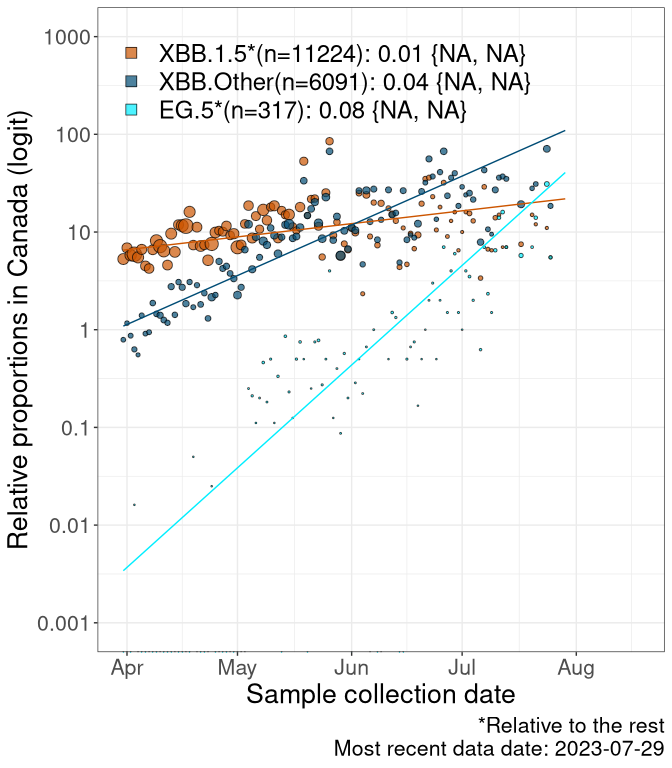 Relative proportions in Canada (logit)
1000
100
10
1
0.1
0.01
0.001
XBB.1.5*(n=11224): 0.01 {NA, NA}
XBB.Other(n=6091): 0.04 {NA, NA}
EG.5*(n=317): 0.08 {NA, NA}
Apr May Jun Jul Aug
Sample collection date
*Relative to the rest
Most recent data date: 2023-07-29